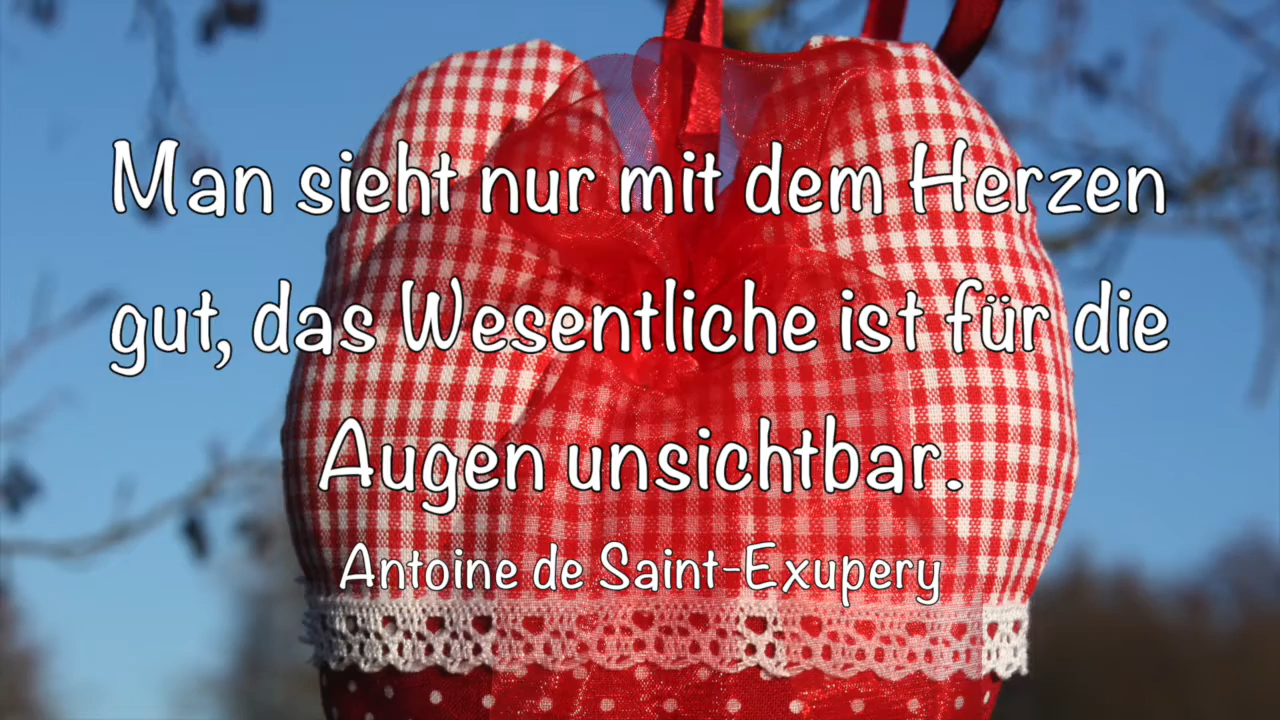 Man sieht nur mit dem Herzen
gut, das Wesentliche ist für die
Augen unsichtbar.
Antoine de Saint-Exupery